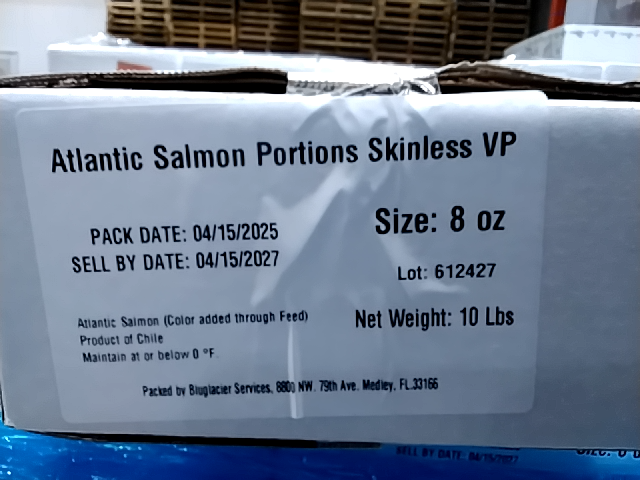 Atlantic Salmon Portions Skinless VP
PACK DATE: 04/15/2025
SELL BY DATE: 04/15/2027
Size: 8 oz
Lot: 612427
Net Weight: 10 Lbs
Atlantic Salmon (Color added through Feed)
Product of Chile
Maintain at or below 0 °F
Packed by Bluglacier Services, 8800 NW. 79th Ave. Medley, FL.33166
SELL BY DATE: 04/15/2027